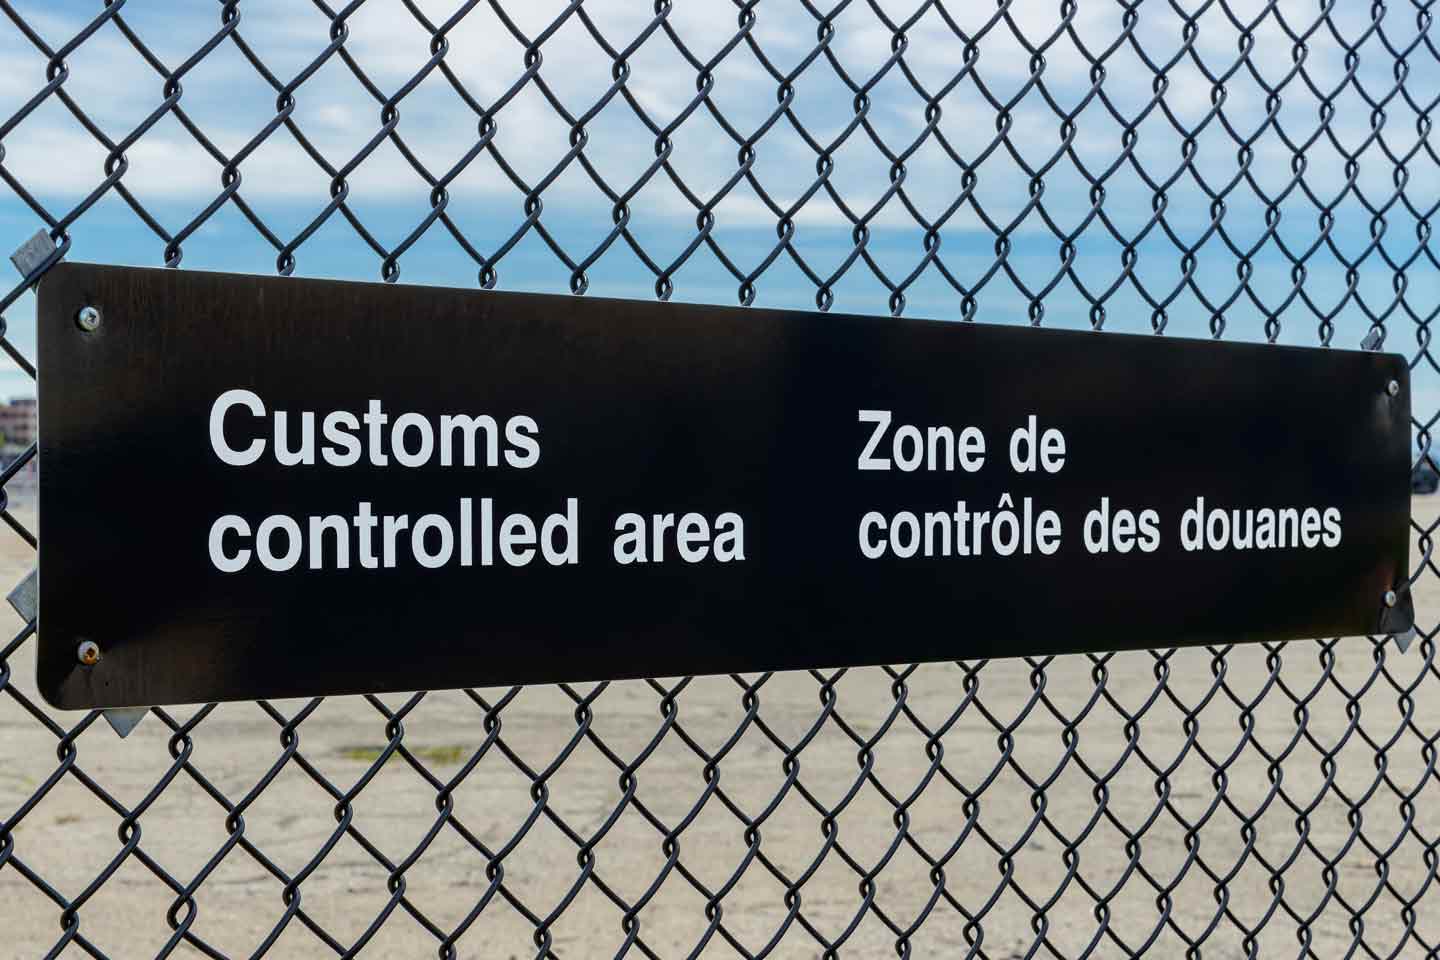 Customs
controlled area
Zone de
contrôle des douanes